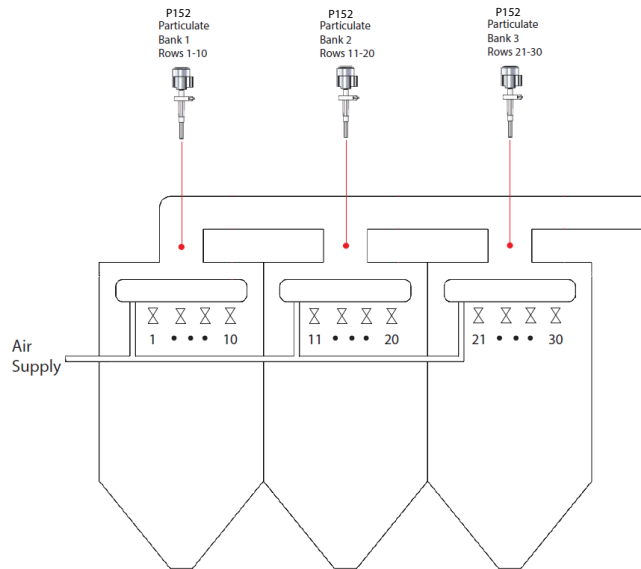 P152
Particulate
Bank 1
Rows 1-10
P152
Particulate
Bank 2
Rows 11-20
P152
Particulate
Bank 3
Rows 21-30
1 • • • 10
11 • • • 20
21 • • • 30
Air
Supply